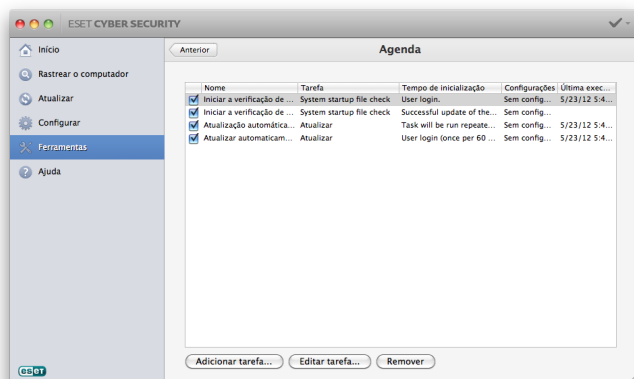 ESET CYBER SECURITY
Início
Rastrear o computador
Atualizar
Configurar
Ferramentas
Ajuda
Anterior
Agenda
Nome Tarefa Tempo de inicialização Configurações Última exec...
Iniciar a verificação de ... System startup file check User login. Sem config... 5/23/12 5:4...
Iniciar a verificação de ... System startup file check Successful update of the... Sem config...
Atualização automática... Atualizar Task will be run repeate... Sem config... 5/23/12 5:4...
Atualizar automaticam... Atualizar User login (once per 60 ... Sem config... 5/23/12 5:4...
Adicionar tarefa... Editar tarefa... Remover
eset